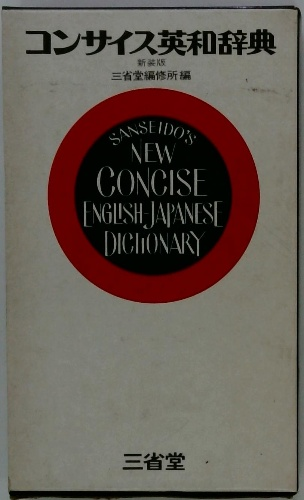 コンサイス英和辞典
新装版
三省堂編修所編
SANSEIDO'S
NEW
CONCISE
ENGLISH-JAPANESE
DICTIONARY
三省堂